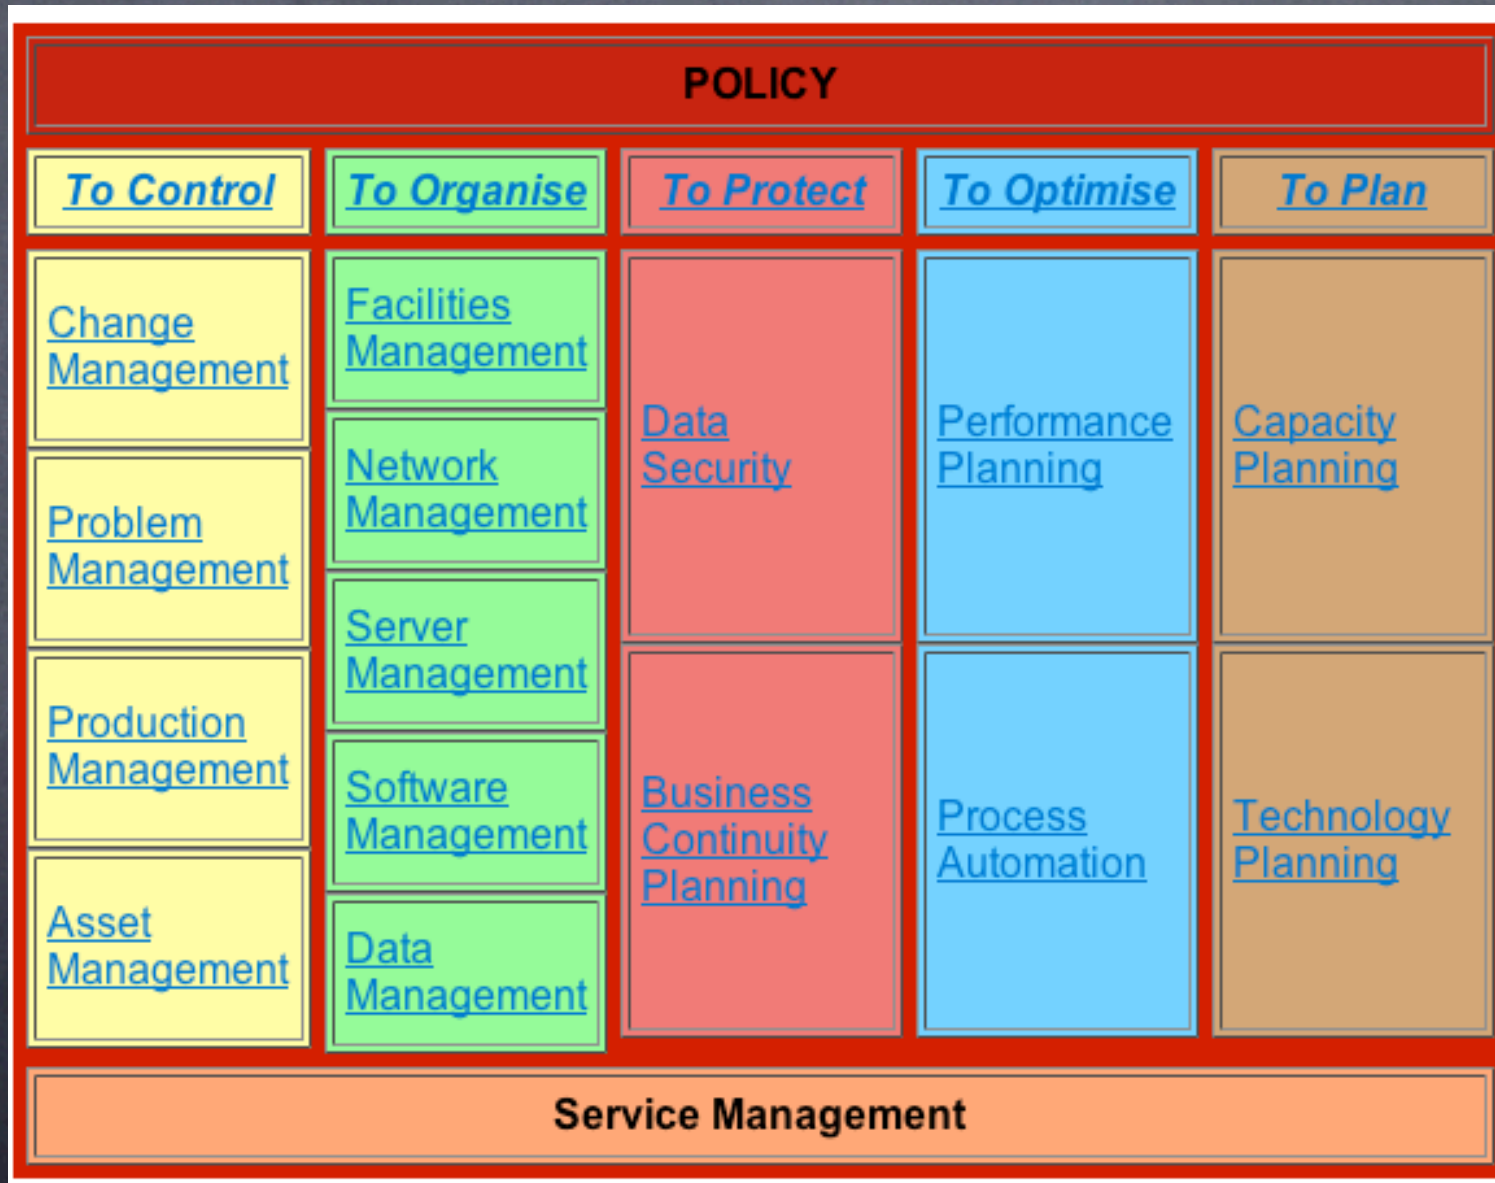 POLICY
To Control
To Organise
To Protect
To Optimise
To Plan
Change
Management
Problem
Management
Production
Management
Asset
Management
Facilities
Management
Network
Management
Server
Management
Software
Management
Data
Management
Data
Security
Business
Continuity
Planning
Performance
Planning
Process
Automation
Capacity
Planning
Technology
Planning
Service Management